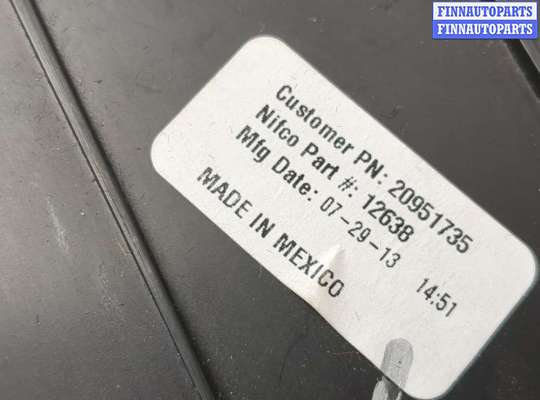 FINNAUTOPARTS
FINNAUTOPARTS
Customer PN: 20951735
Nifco Part #: 12638
Mfg Date: 07-29-13 14:51
MADE IN MEXICO